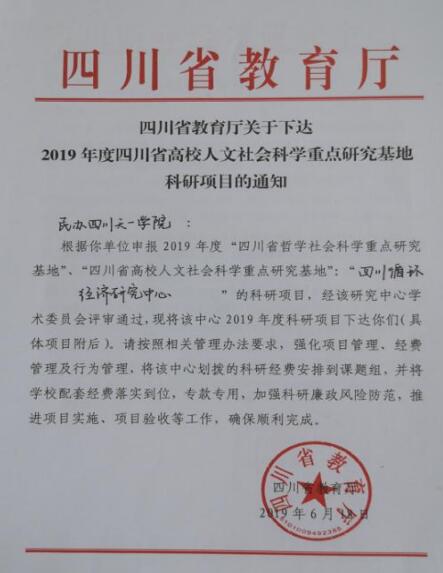 四川省教育厅
四川省教育厅关于下达
2019 年度四川省高校人文社会科学重点研究基地
科研项目的通知
民办四川天一学院：
根据你单位申报 2019 年度“四川省哲学社会科学重点研究
基地”、“四川省高校人文社会科学重点研究基地”：“四川循环
经济研究中心”的科研项目，经该研究中心学
术委员会评审通过，现将该中心 2019 年度科研项目下达你们（具
体项目附后）。请按照相关管理办法要求，强化项目管理、经费
管理及行为管理，将该中心划拨的科研经费安排到课题组，并将
学校配套经费落实到位，专款专用，加强科研廉政风险防范，推
进项目实施、项目验收等工作，确保顺利完成。
四川省教育厅
2019 年 6 月 18 日
四川省教育厅
5101009492385